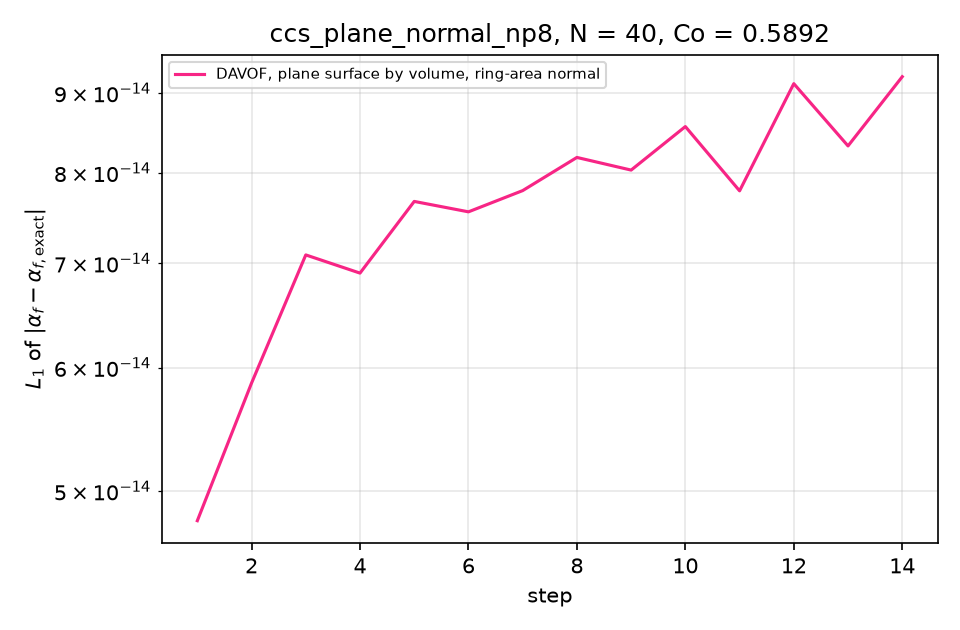 ccs_plane_normal_np8, N = 40, Co = 0.5892
DAVOF, plane surface by volume, ring-area normal
L₁ of |α_f − α_{f, exact}|
9 × 10⁻¹⁴
8 × 10⁻¹⁴
7 × 10⁻¹⁴
6 × 10⁻¹⁴
5 × 10⁻¹⁴
2 4 6 8 10 12 14
step